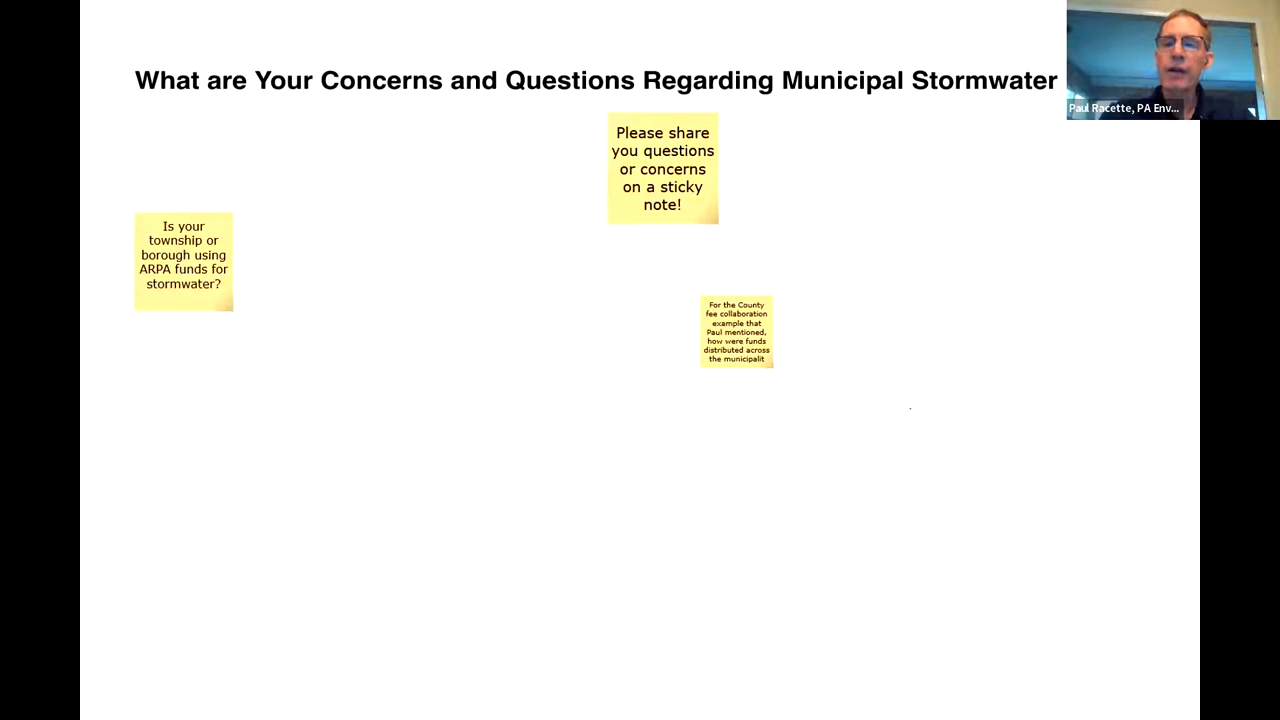 What are Your Concerns and Questions Regarding Municipal Stormwater
Paul Racette, PA Env...
Please share
you questions
or concerns
on a sticky
note!
Is your
township or
borough using
ARPA funds for
stormwater?
For the County
fee collaboration
example that
Paul mentioned,
how were funds
distributed across
the municipalit